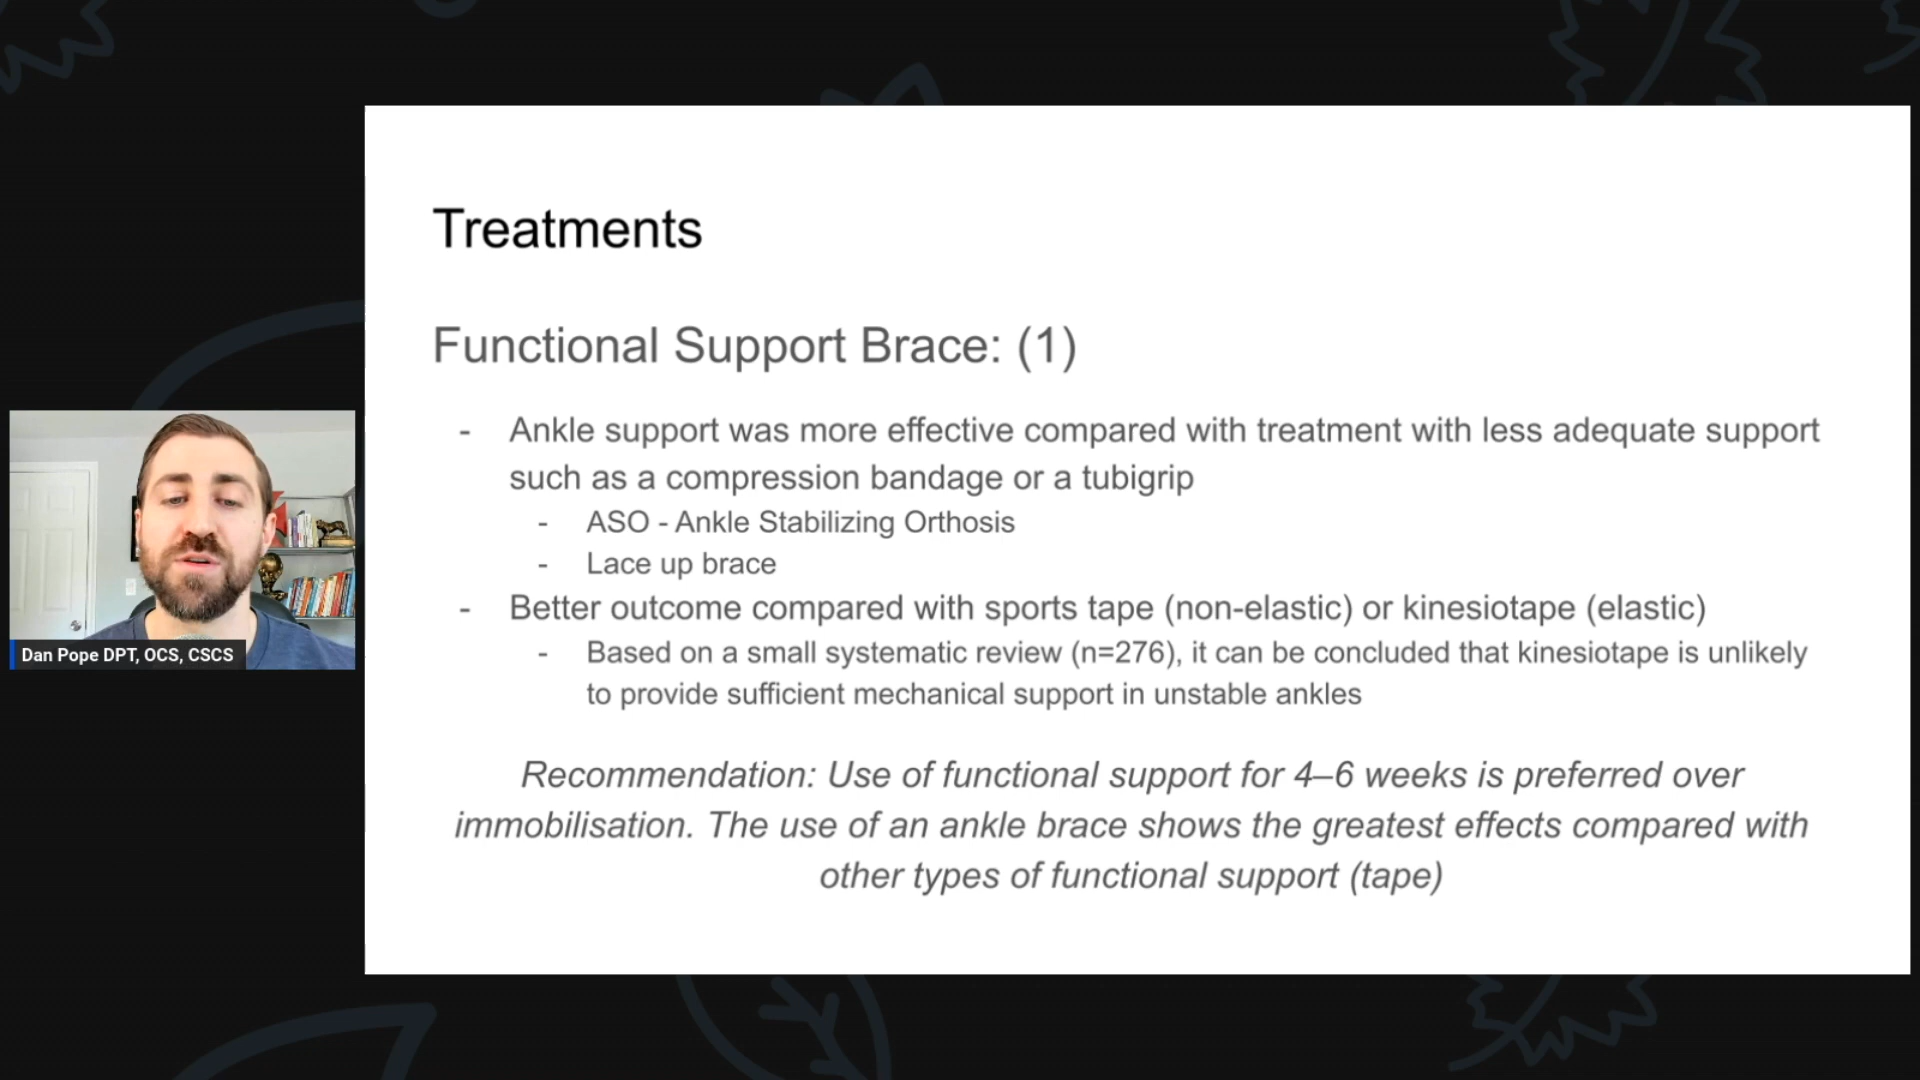 Treatments
Functional Support Brace: (1)
- Ankle support was more effective compared with treatment with less adequate support
such as a compression bandage or a tubigrip
- ASO - Ankle Stabilizing Orthosis
- Lace up brace
- Better outcome compared with sports tape (non-elastic) or kinesiotape (elastic)
- Based on a small systematic review (n=276), it can be concluded that kinesiotape is unlikely
to provide sufficient mechanical support in unstable ankles
Recommendation: Use of functional support for 4–6 weeks is preferred over
immobilisation. The use of an ankle brace shows the greatest effects compared with
other types of functional support (tape)
Dan Pope DPT, OCS, CSCS